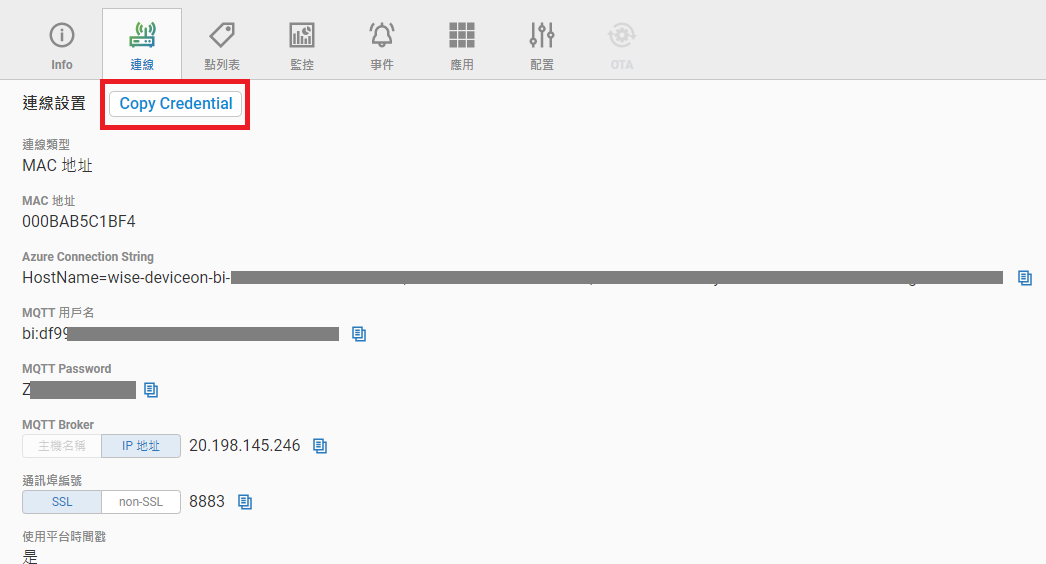 Info
連線
點列表
監控
事件
應用
配置
OTA
連線設置 Copy Credential
連線類型
MAC 地址
MAC 地址
000BAB5C1BF4
Azure Connection String
HostName=wise-deviceon-bi-
MQTT 用戶名
bi:df99
MQTT Password
Z
MQTT Broker
主機名稱 IP 地址 20.198.145.246
通訊埠編號
SSL non-SSL 8883
使用平台時間戳
是